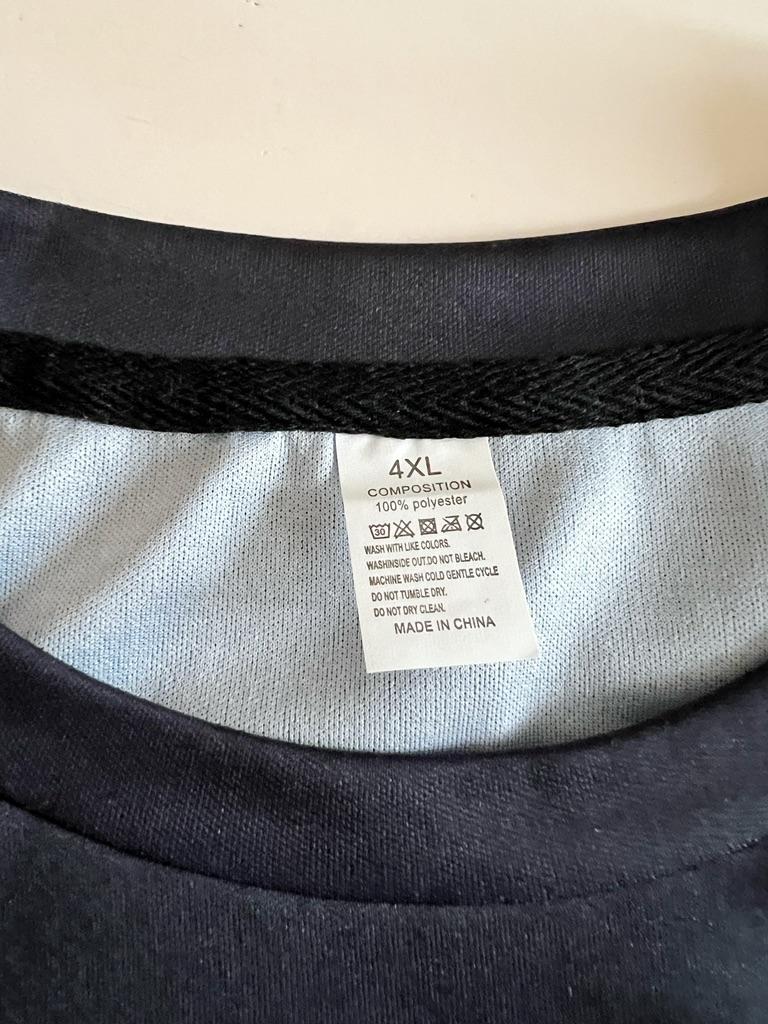 4XL
COMPOSITION
100% polyester
30
WASH WITH LIKE COLORS.
WASHINSIDE OUT.DO NOT BLEACH.
MACHINE WASH COLD GENTLE CYCLE
DO NOT TUMBLE DRY.
DO NOT DRY CLEAN.
MADE IN CHINA